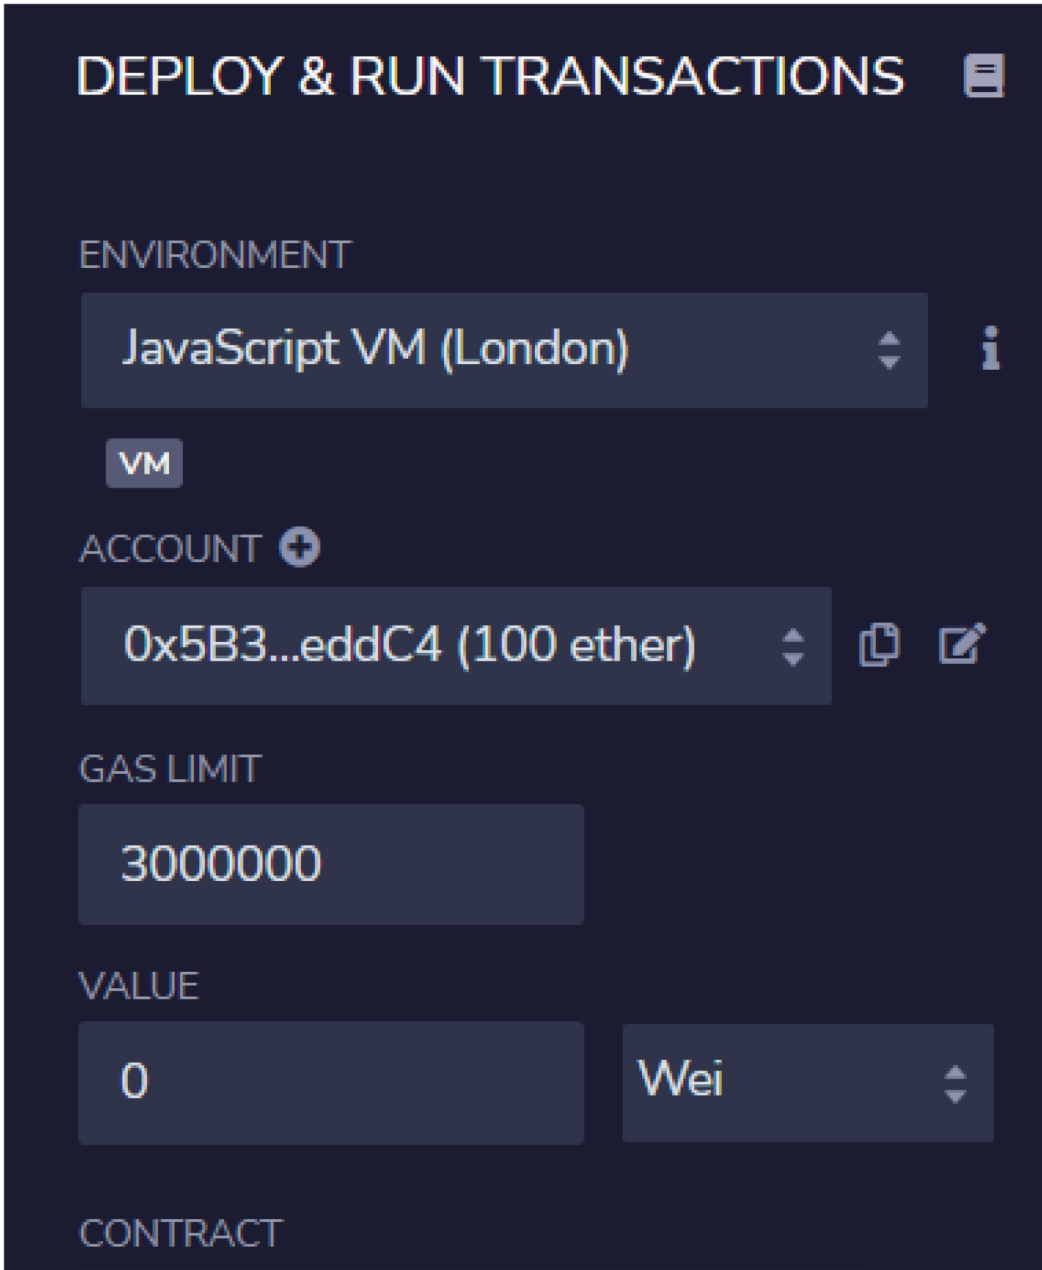 DEPLOY & RUN TRANSACTIONS
ENVIRONMENT
JavaScript VM (London)
VM
ACCOUNT
0x5B3...eddC4 (100 ether)
GAS LIMIT
3000000
VALUE
0 Wei
CONTRACT